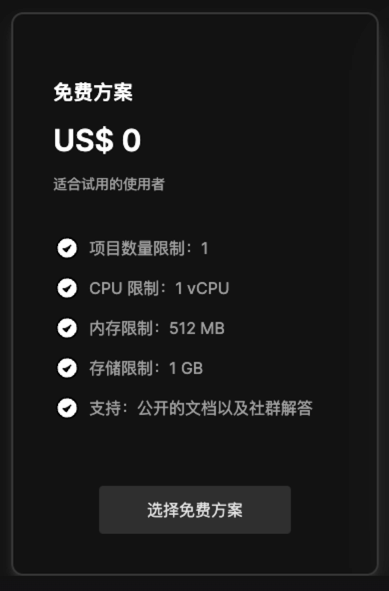 免费方案
US$ 0
适合试用的使用者
项目数量限制：1
CPU 限制：1 vCPU
内存限制：512 MB
存储限制：1 GB
支持：公开的文档以及社群解答
选择免费方案